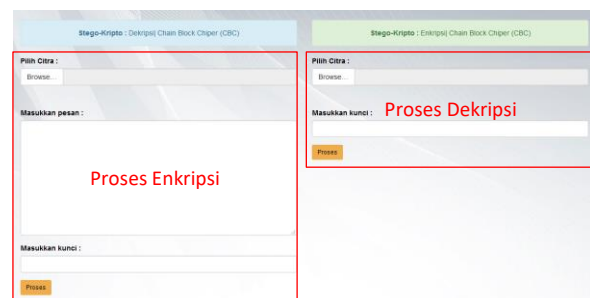 Stego-Kripto : Dekripsi| Chain Block Chiper (CBC)
Pilih Citra :
Browse...
Masukkan pesan :
Proses Enkripsi
Masukkan kunci :
Proses
Stego-Kripto : Enkripsi| Chain Block Chiper (CBC)
Pilih Citra :
Browse...
Masukkan kunci :
Proses Dekripsi
Proses